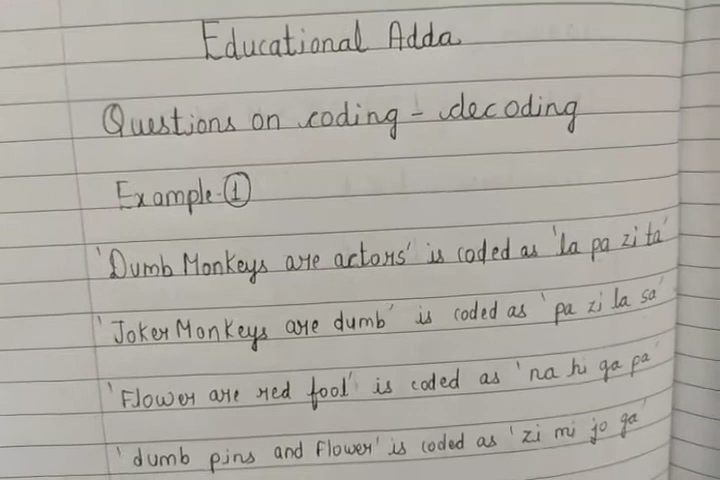 Educational Adda
Questions on coding - decoding
Example-①
'Dumb Monkeys are actors' is coded as 'la pa zi ta'
'Joker Monkeys are dumb' is coded as 'pa zi la sa'
'Flower are red fool' is coded as 'na hi ga pa'
'dumb pins and Flower' is coded as 'zi mi jo ga'